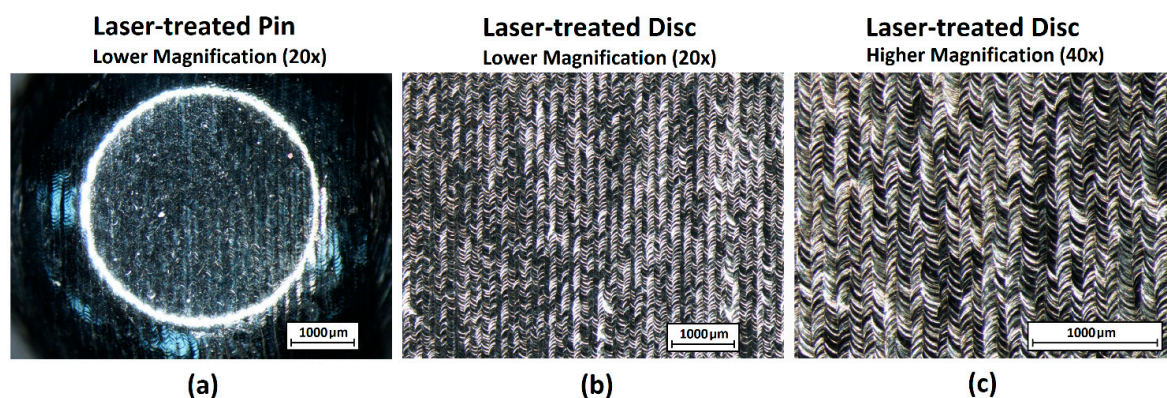 Laser-treated Pin
Lower Magnification (20x)
Laser-treated Disc
Lower Magnification (20x)
Laser-treated Disc
Higher Magnification (40x)
1000µm
1000µm
1000µm
(a)
(b)
(c)